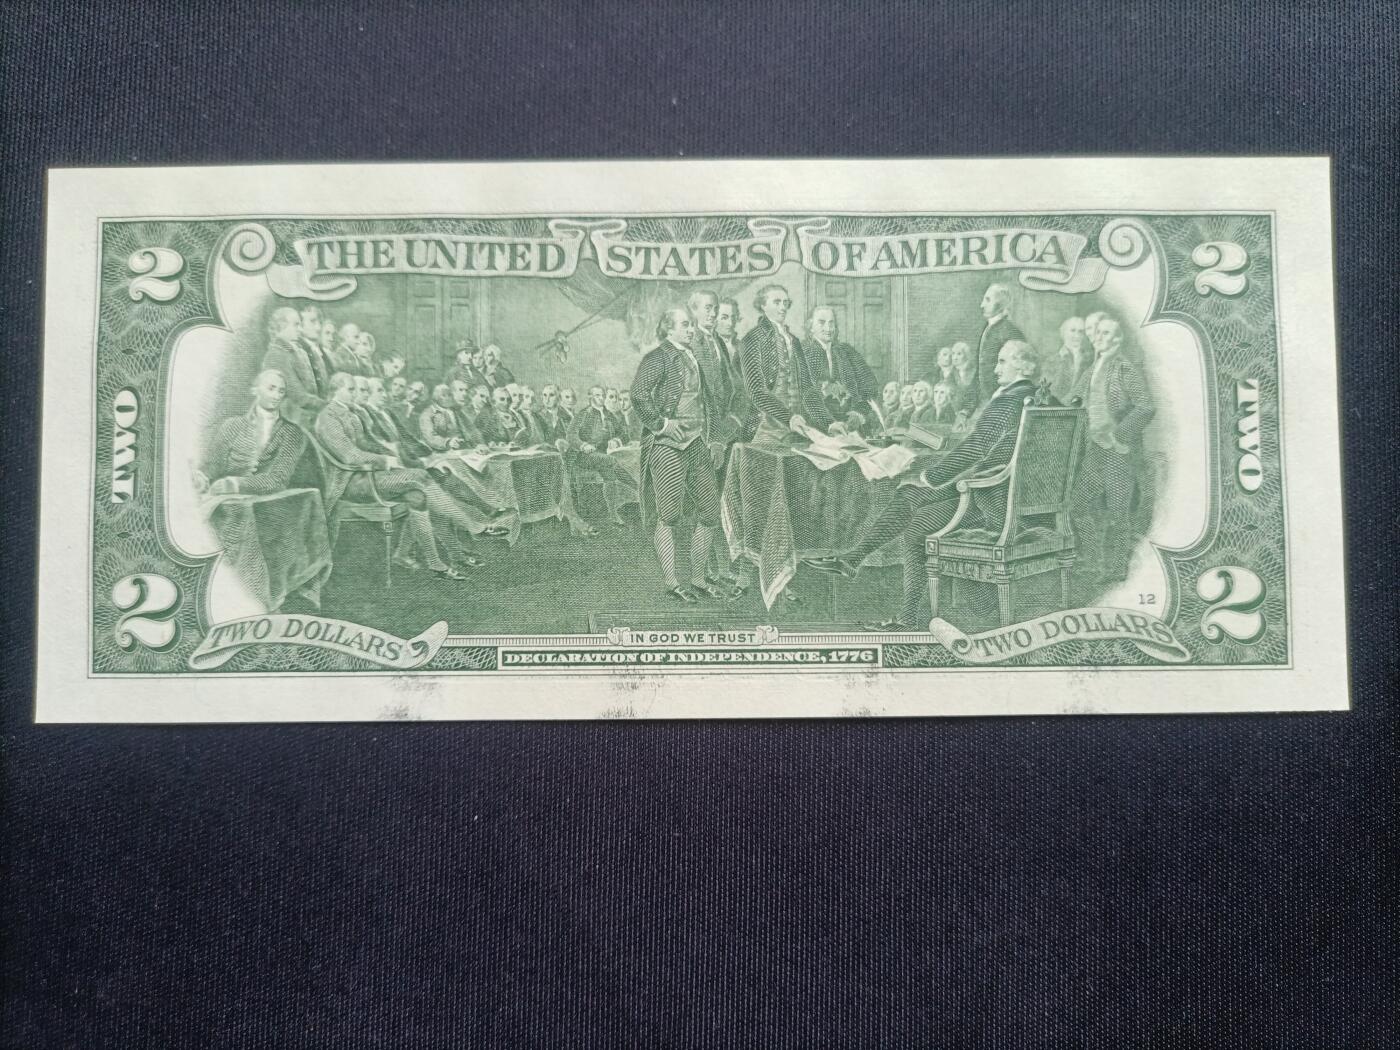 THE UNITED STATES OF AMERICA
2
2
TWO
TWO
2
2
12
TWO DOLLARS
IN GOD WE TRUST
TWO DOLLARS
DECLARATION OF INDEPENDENCE, 1776